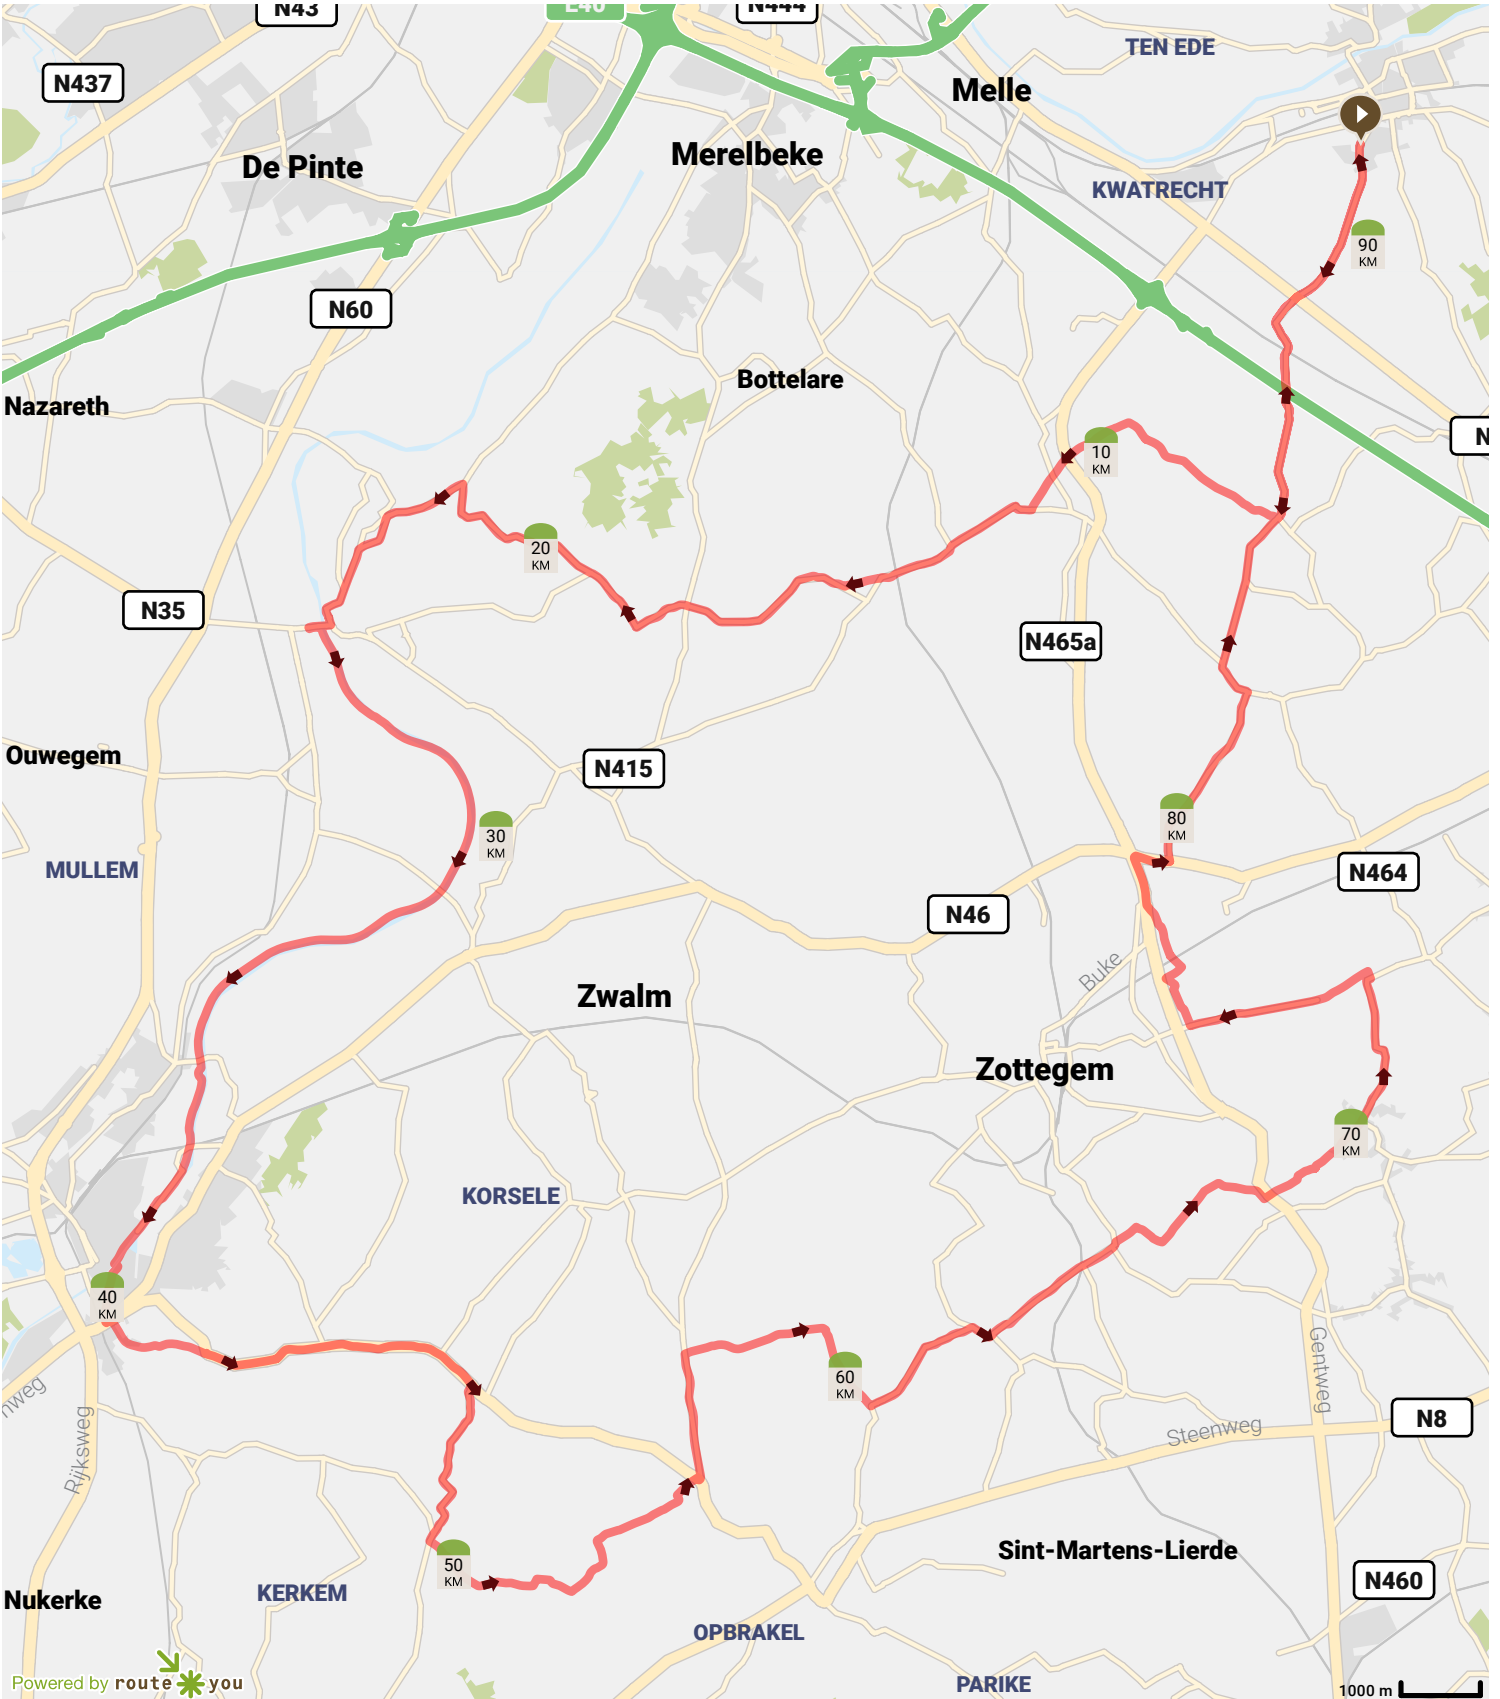 N43
E40
N444
TEN EDE
N437
Melle
De Pinte
Merelbeke
KWATRECHT
90
KM
N60
Bottelare
Nazareth
N
10
KM
20
KM
N35
N465a
Ouwegem
N415
30
KM
80
KM
MULLEM
N464
N46
Buke
Zwalm
Zottegem
70
KM
KORSELE
40
KM
Gentweg
60
KM
nweg
Rijksweg
N8
Steenweg
50
KM
Sint-Martens-Lierde
N460
Nukerke
KERKEM
OPBRAKEL
Powered by routeyou
PARIKE
1000 m